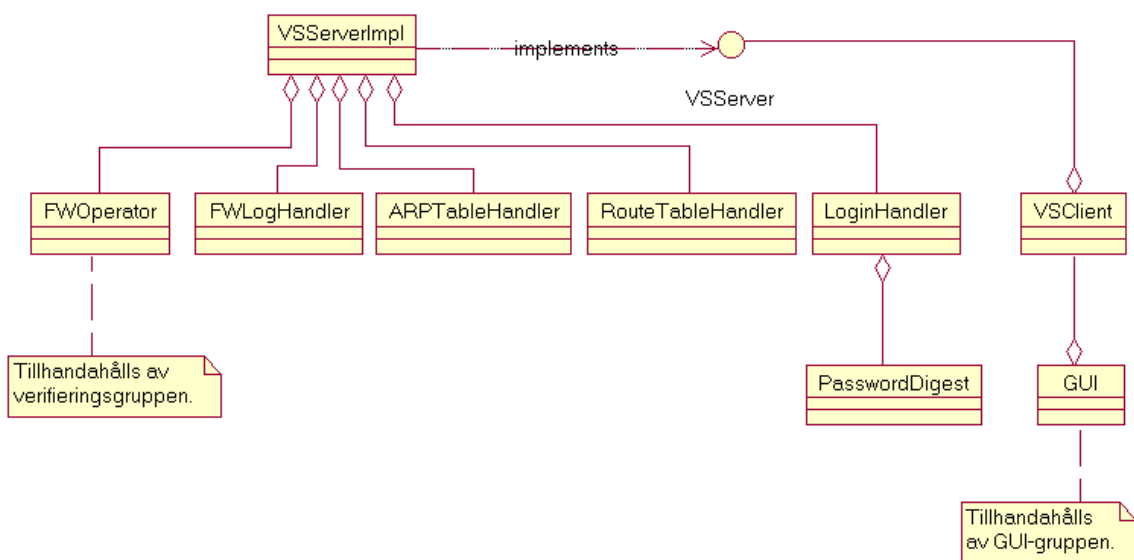 VSServerImpl
implements
VSServer
FWOperator
FWLogHandler
ARPTableHandler
RouteTableHandler
LoginHandler
VSClient
Tillhandahålls av
verifieringsgruppen.
PasswordDigest
GUI
Tillhandahålls
av GUI-gruppen.